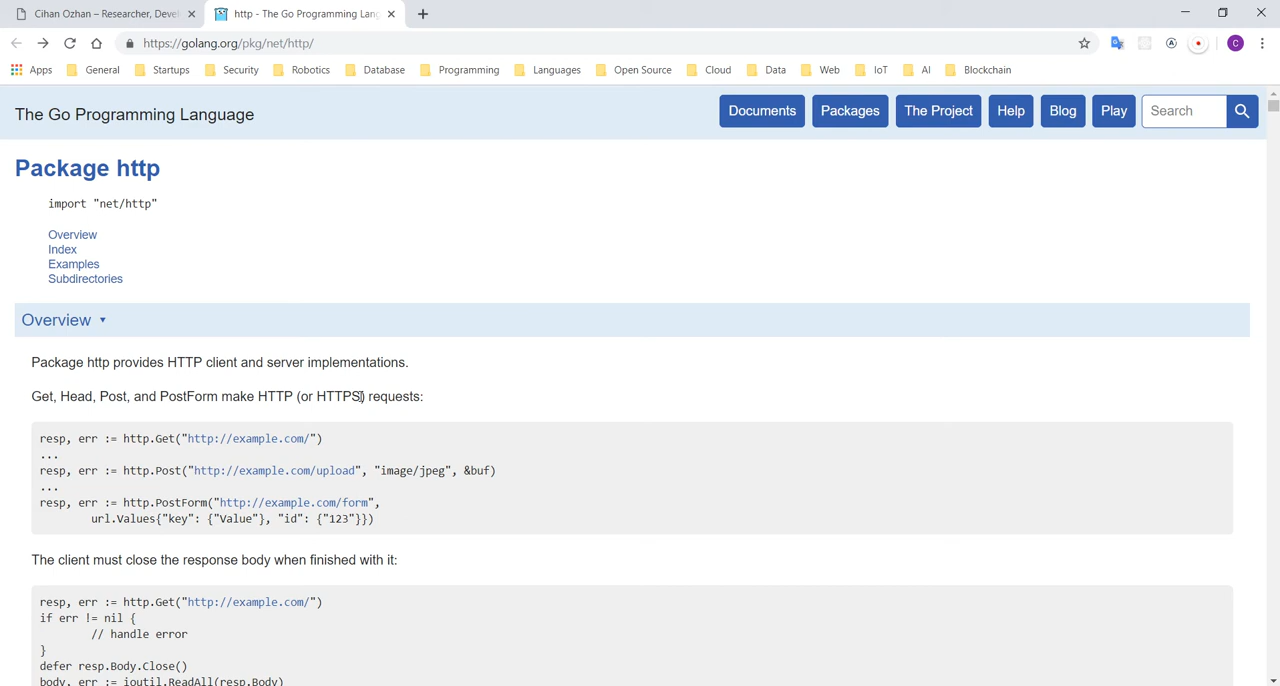 Cihan Ozhan – Researcher, Devel
http - The Go Programming Lang
https://golang.org/pkg/net/http/
C
Apps General Startups Security Robotics Database Programming Languages Open Source Cloud Data Web IoT AI Blockchain
The Go Programming Language
Documents Packages The Project Help Blog Play Search
Package http
import "net/http"
Overview
Index
Examples
Subdirectories
Overview ▾
Package http provides HTTP client and server implementations.
Get, Head, Post, and PostForm make HTTP (or HTTPS) requests:
resp, err := http.Get("http://example.com/")
...
resp, err := http.Post("http://example.com/upload", "image/jpeg", &buf)
...
resp, err := http.PostForm("http://example.com/form",
url.Values{"key": {"Value"}, "id": {"123"}})
The client must close the response body when finished with it:
resp, err := http.Get("http://example.com/")
if err != nil {
// handle error
}
defer resp.Body.Close()
body, err := ioutil.ReadAll(resp.Body)